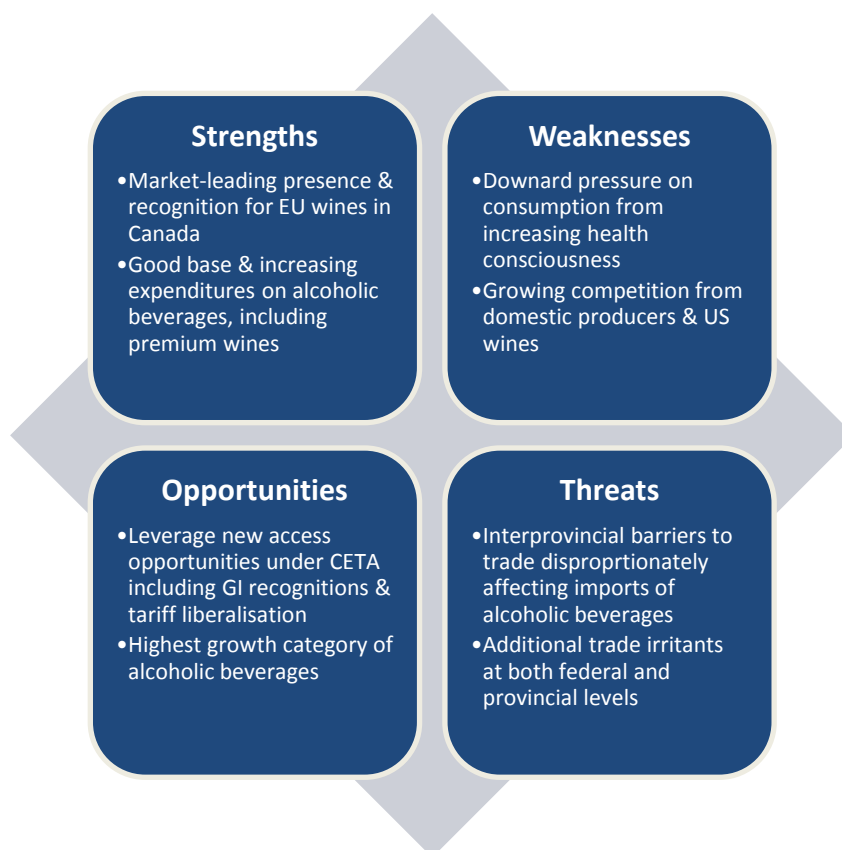 Strengths
•Market-leading presence &
recognition for EU wines in
Canada
•Good base & increasing
expenditures on alcoholic
beverages, including
premium wines
Weaknesses
•Downard pressure on
consumption from
increasing health
consciousness
•Growing competition from
domestic producers & US
wines
Opportunities
•Leverage new access
opportunities under CETA
including GI recognitions &
tariff liberalisation
•Highest growth category of
alcoholic beverages
Threats
•Interprovincial barriers to
trade disproprtionately
affecting imports of
alcoholic beverages
•Additional trade irritants
at both federal and
provincial levels